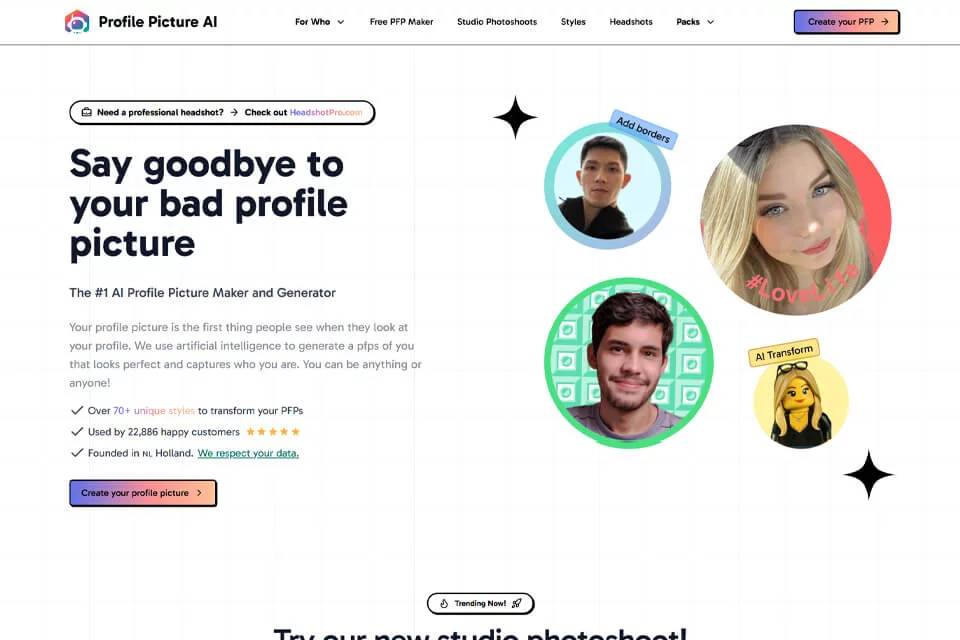 Profile Picture AI
For Who
Free PFP Maker
Studio Photoshoots
Styles
Headshots
Packs
Create your PFP
Need a professional headshot? → Check out HeadshotPro.com
Say goodbye to
your bad profile
picture
The #1 AI Profile Picture Maker and Generator
Your profile picture is the first thing people see when they look at
your profile. We use artificial intelligence to generate a pfps of you
that looks perfect and captures who you are. You can be anything or
anyone!
Over 70+ unique styles to transform your PFPs
Used by 22,886 happy customers
Founded in NL Holland. We respect your data.
Create your profile picture
Add borders
#LoveLife
AI Transform
Trending Now!
Try our new studio photoshoot!